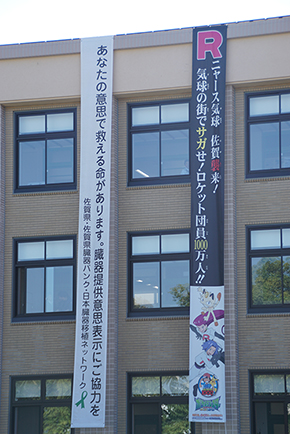 R
ニャース気球 佐賀襲来!
気球の街でサガせ!ロケット団員1000万人!!
あなたの意思で救える命があります。臓器提供意思表示にご協力を
佐賀県・佐賀県臓器バンク・日本臓器移植ネットワーク